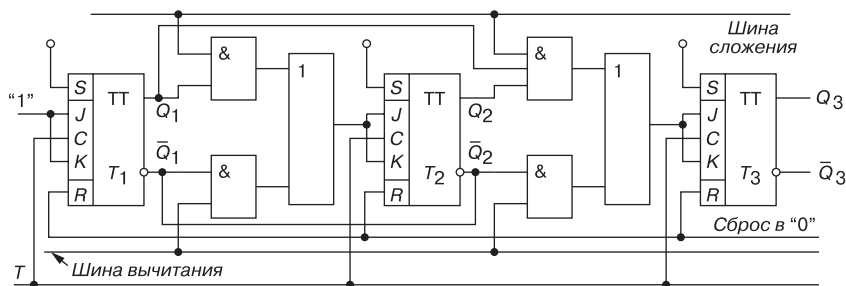 Шина
сложения
& & 1 1
S TT S TT S TT
"1" J Q1 J Q2 J Q3
C C C
K Q̅1 K Q̅2 K
T1 & T2 & T3 Q̅3
R R R
Сброс в "0"
T Шина вычитания